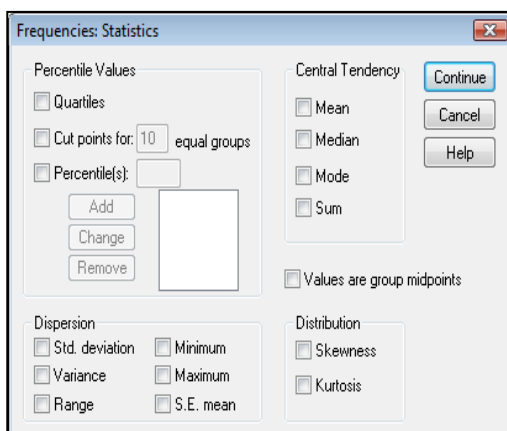 Frequencies: Statistics
Percentile Values
Quartiles
Cut points for: 10 equal groups
Percentile(s):
Add
Change
Remove
Central Tendency
Mean
Median
Mode
Sum
Continue
Cancel
Help
Values are group midpoints
Dispersion
Std. deviation Minimum
Variance Maximum
Range S.E. mean
Distribution
Skewness
Kurtosis